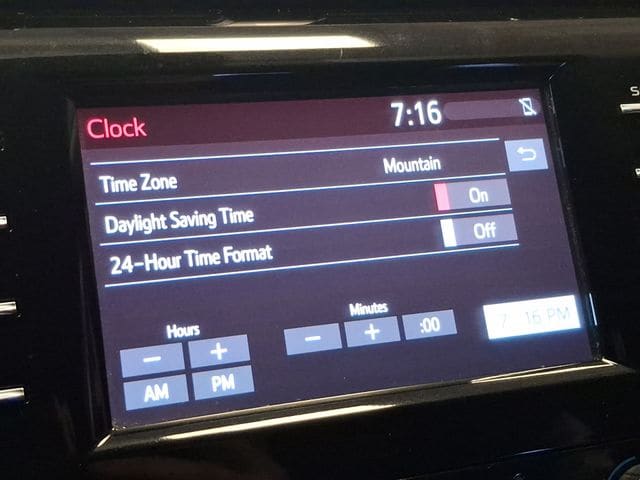 Clock
7:16
Time Zone
Mountain
Daylight Saving Time
On
24-Hour Time Format
Off
Hours
Minutes
−
+
−
+
:00
7:16 PM
AM
PM
S